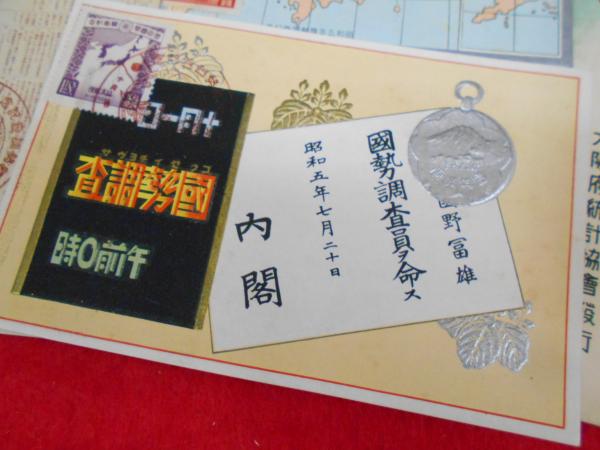 十月一日
コクセイチヨウサ
國勢調査
午前0時
野冨雄
國勢調査員ヲ命ス
昭和五年七月二十日
内閣
大阪府統計協會發行